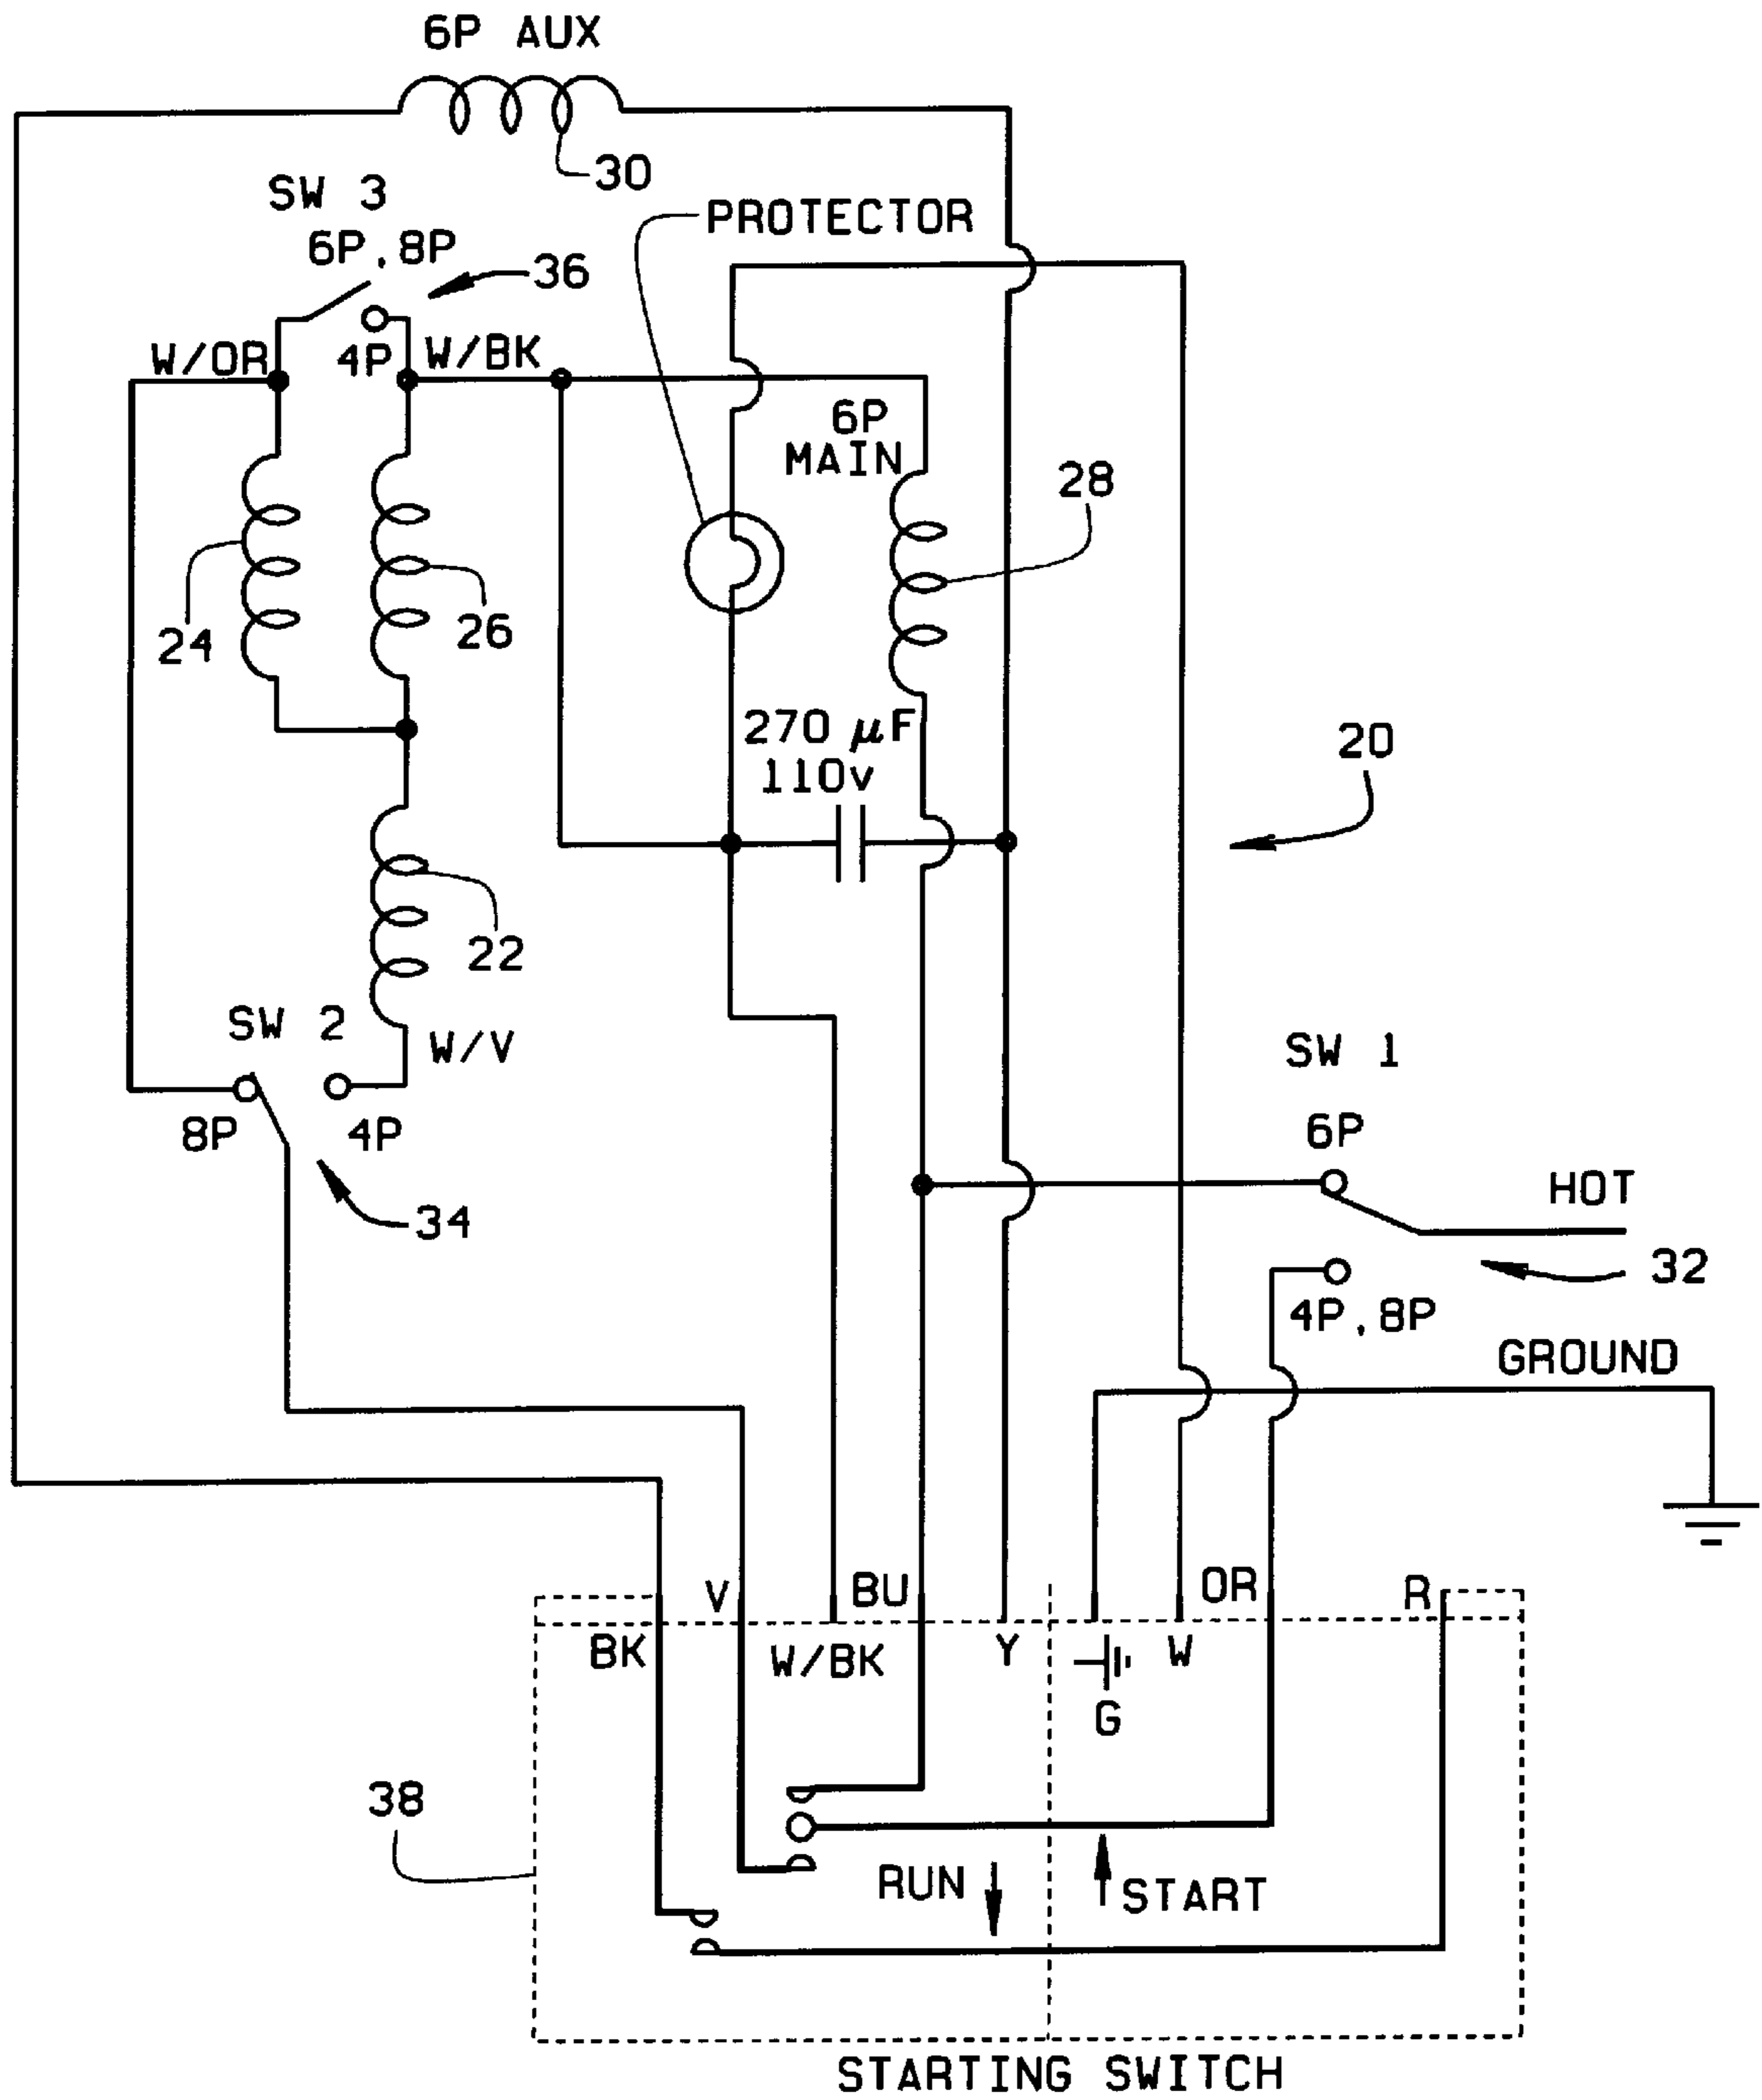 6P AUX
30
SW 3
6P,8P
36
PROTECTOR
W/OR
4P
W/BK
6P
MAIN
28
24
26
270 μF
110v
20
22
SW 2
W/V
SW 1
8P
4P
6P
34
HOT
32
4P,8P
GROUND
V
BU
OR
R
BK
W/BK
Y
W
G
38
RUN
START
STARTING SWITCH